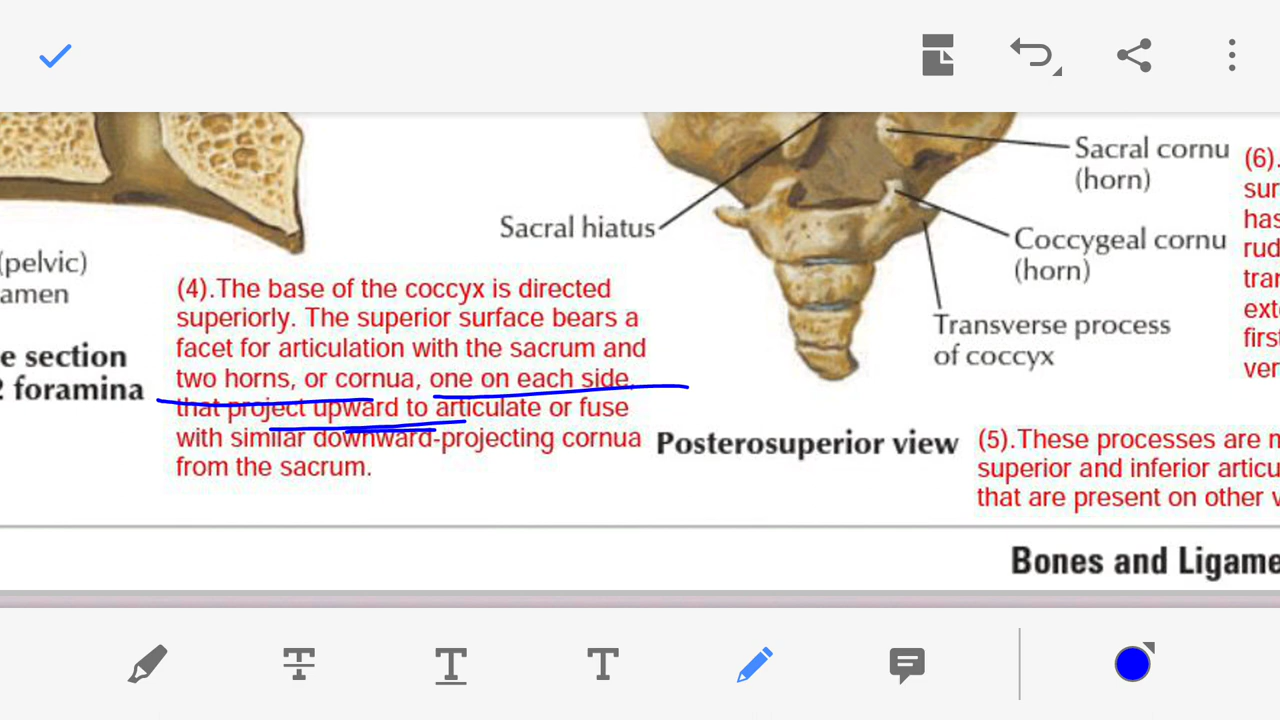 Sacral cornu
(horn)
Sacral hiatus
Coccygeal cornu
(horn)
Transverse process
of coccyx
(pelvic)
amen
e section
2 foramina
(4).The base of the coccyx is directed
superiorly. The superior surface bears a
facet for articulation with the sacrum and
two horns, or cornua, one on each side,
that project upward to articulate or fuse
with similar downward-projecting cornua
from the sacrum.
Posterosuperior view
(6).
sur
has
rud
tran
exte
first
ver
(5).These processes are m
superior and inferior articu
that are present on other v
Bones and Ligame
T
T
T